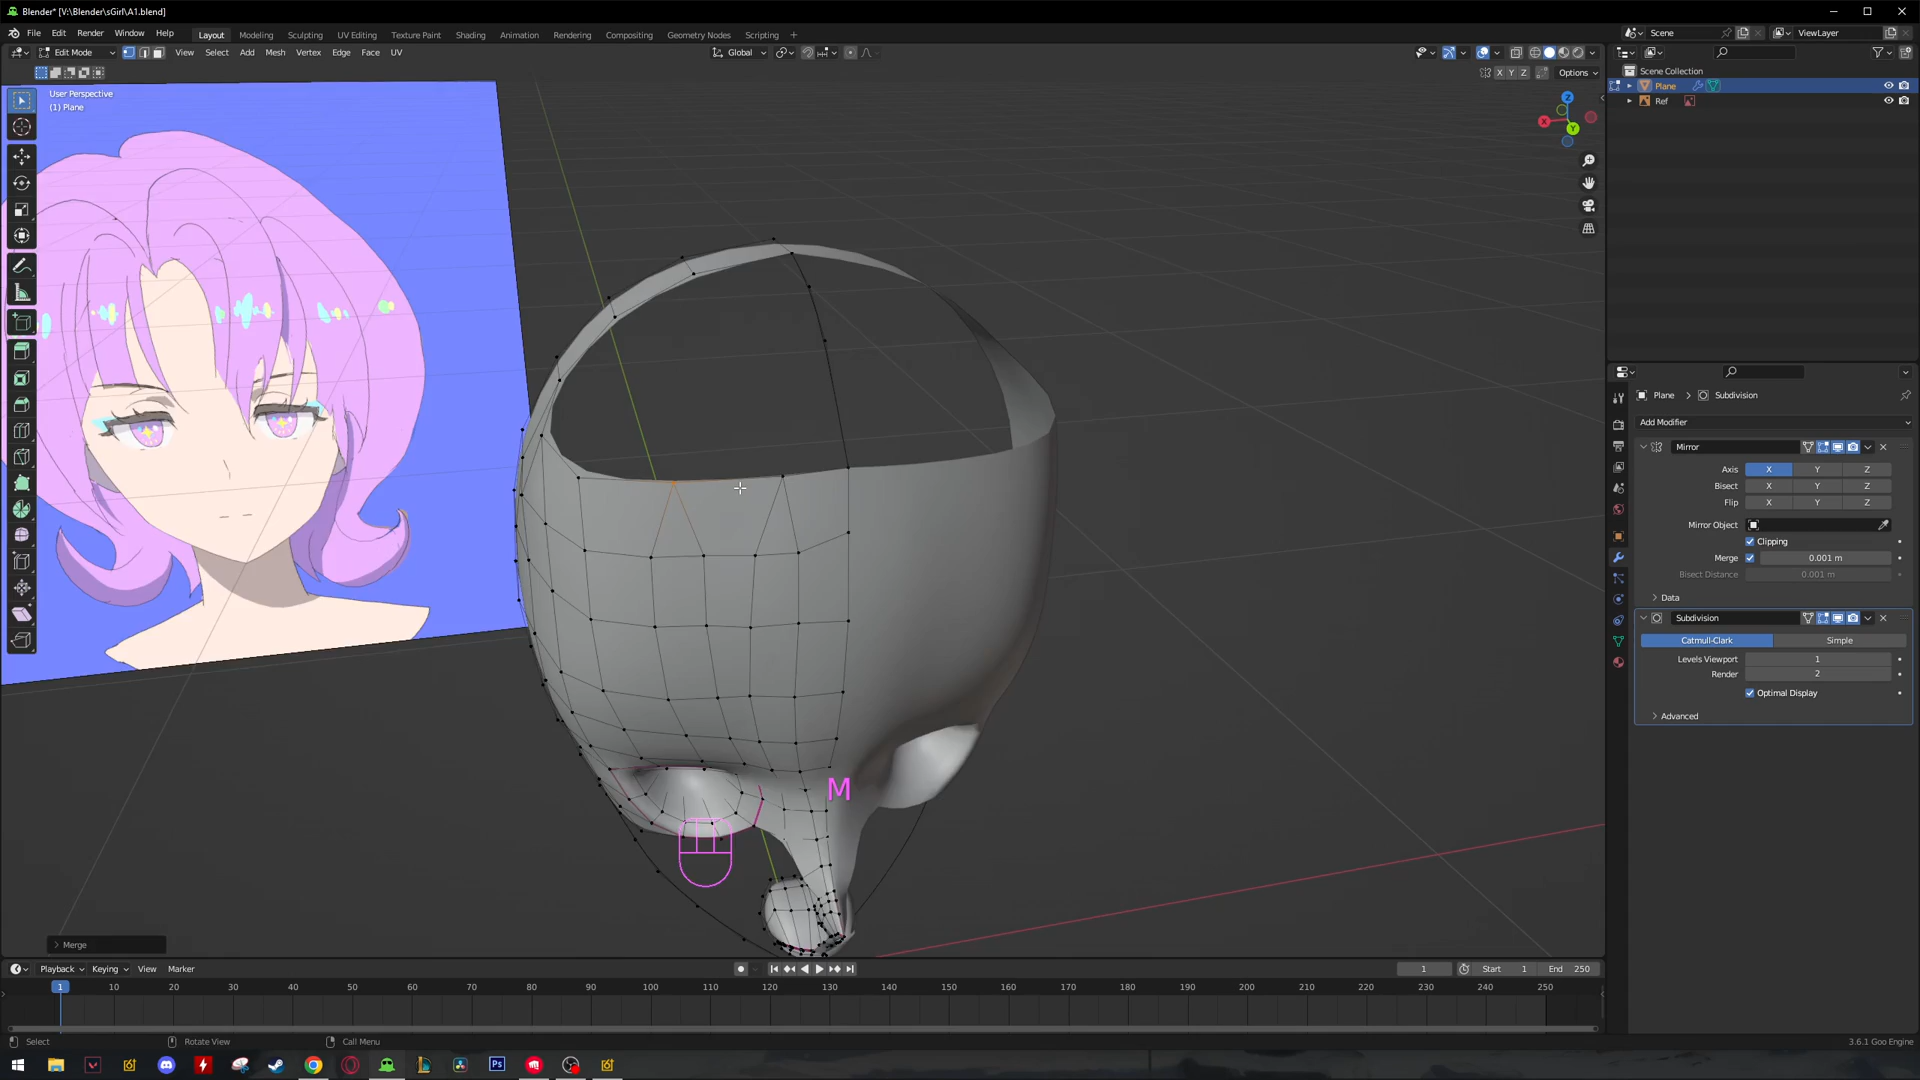 Blender* [V:\Blender\sGirl\A1.blend]
File Edit Render Window Help Layout Modeling Sculpting UV Editing Texture Paint Shading Animation Rendering Compositing Geometry Nodes Scripting + Scene ViewLayer
Edit Mode View Select Add Mesh Vertex Edge Face UV Global
X Y Z Options
User Perspective
(1) Plane
Scene Collection
Plane
Ref
Z
X
Y
Plane > Subdivision
Add Modifier
Mirror
Axis X Y Z
Bisect X Y Z
Flip X Y Z
Mirror Object
Clipping
Merge 0.001 m
Bisect Distance 0.001 m
Data
Subdivision
Catmull-Clark Simple
Levels Viewport 1
Render 2
Optimal Display
Advanced
M
Merge
Playback Keying View Marker 1 Start 1 End 250
1 10 20 30 40 50 60 70 80 90 100 110 120 130 140 150 160 170 180 190 200 210 220 230 240 250
Select Rotate View Call Menu 3.6.1 Goo Engine
Ps